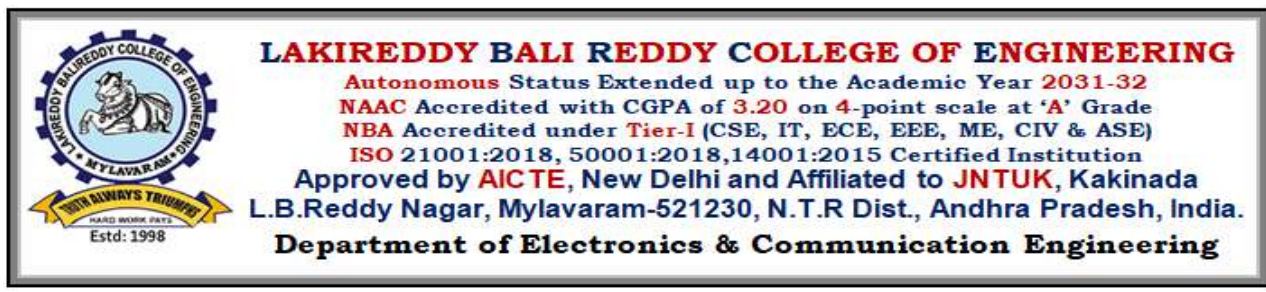 LAKIREDDY BALIREDDY COLLEGE OF ENGINEERING
* MYLAVARAM *
TRUTH ALWAYS TRIUMPHS
HARD WORK PAYS
Estd: 1998
LAKIREDDY BALI REDDY COLLEGE OF ENGINEERING
Autonomous Status Extended up to the Academic Year 2031-32
NAAC Accredited with CGPA of 3.20 on 4-point scale at ‘A’ Grade
NBA Accredited under Tier-I (CSE, IT, ECE, EEE, ME, CIV & ASE)
ISO 21001:2018, 50001:2018,14001:2015 Certified Institution
Approved by AICTE, New Delhi and Affiliated to JNTUK, Kakinada
L.B.Reddy Nagar, Mylavaram-521230, N.T.R Dist., Andhra Pradesh, India.
Department of Electronics & Communication Engineering